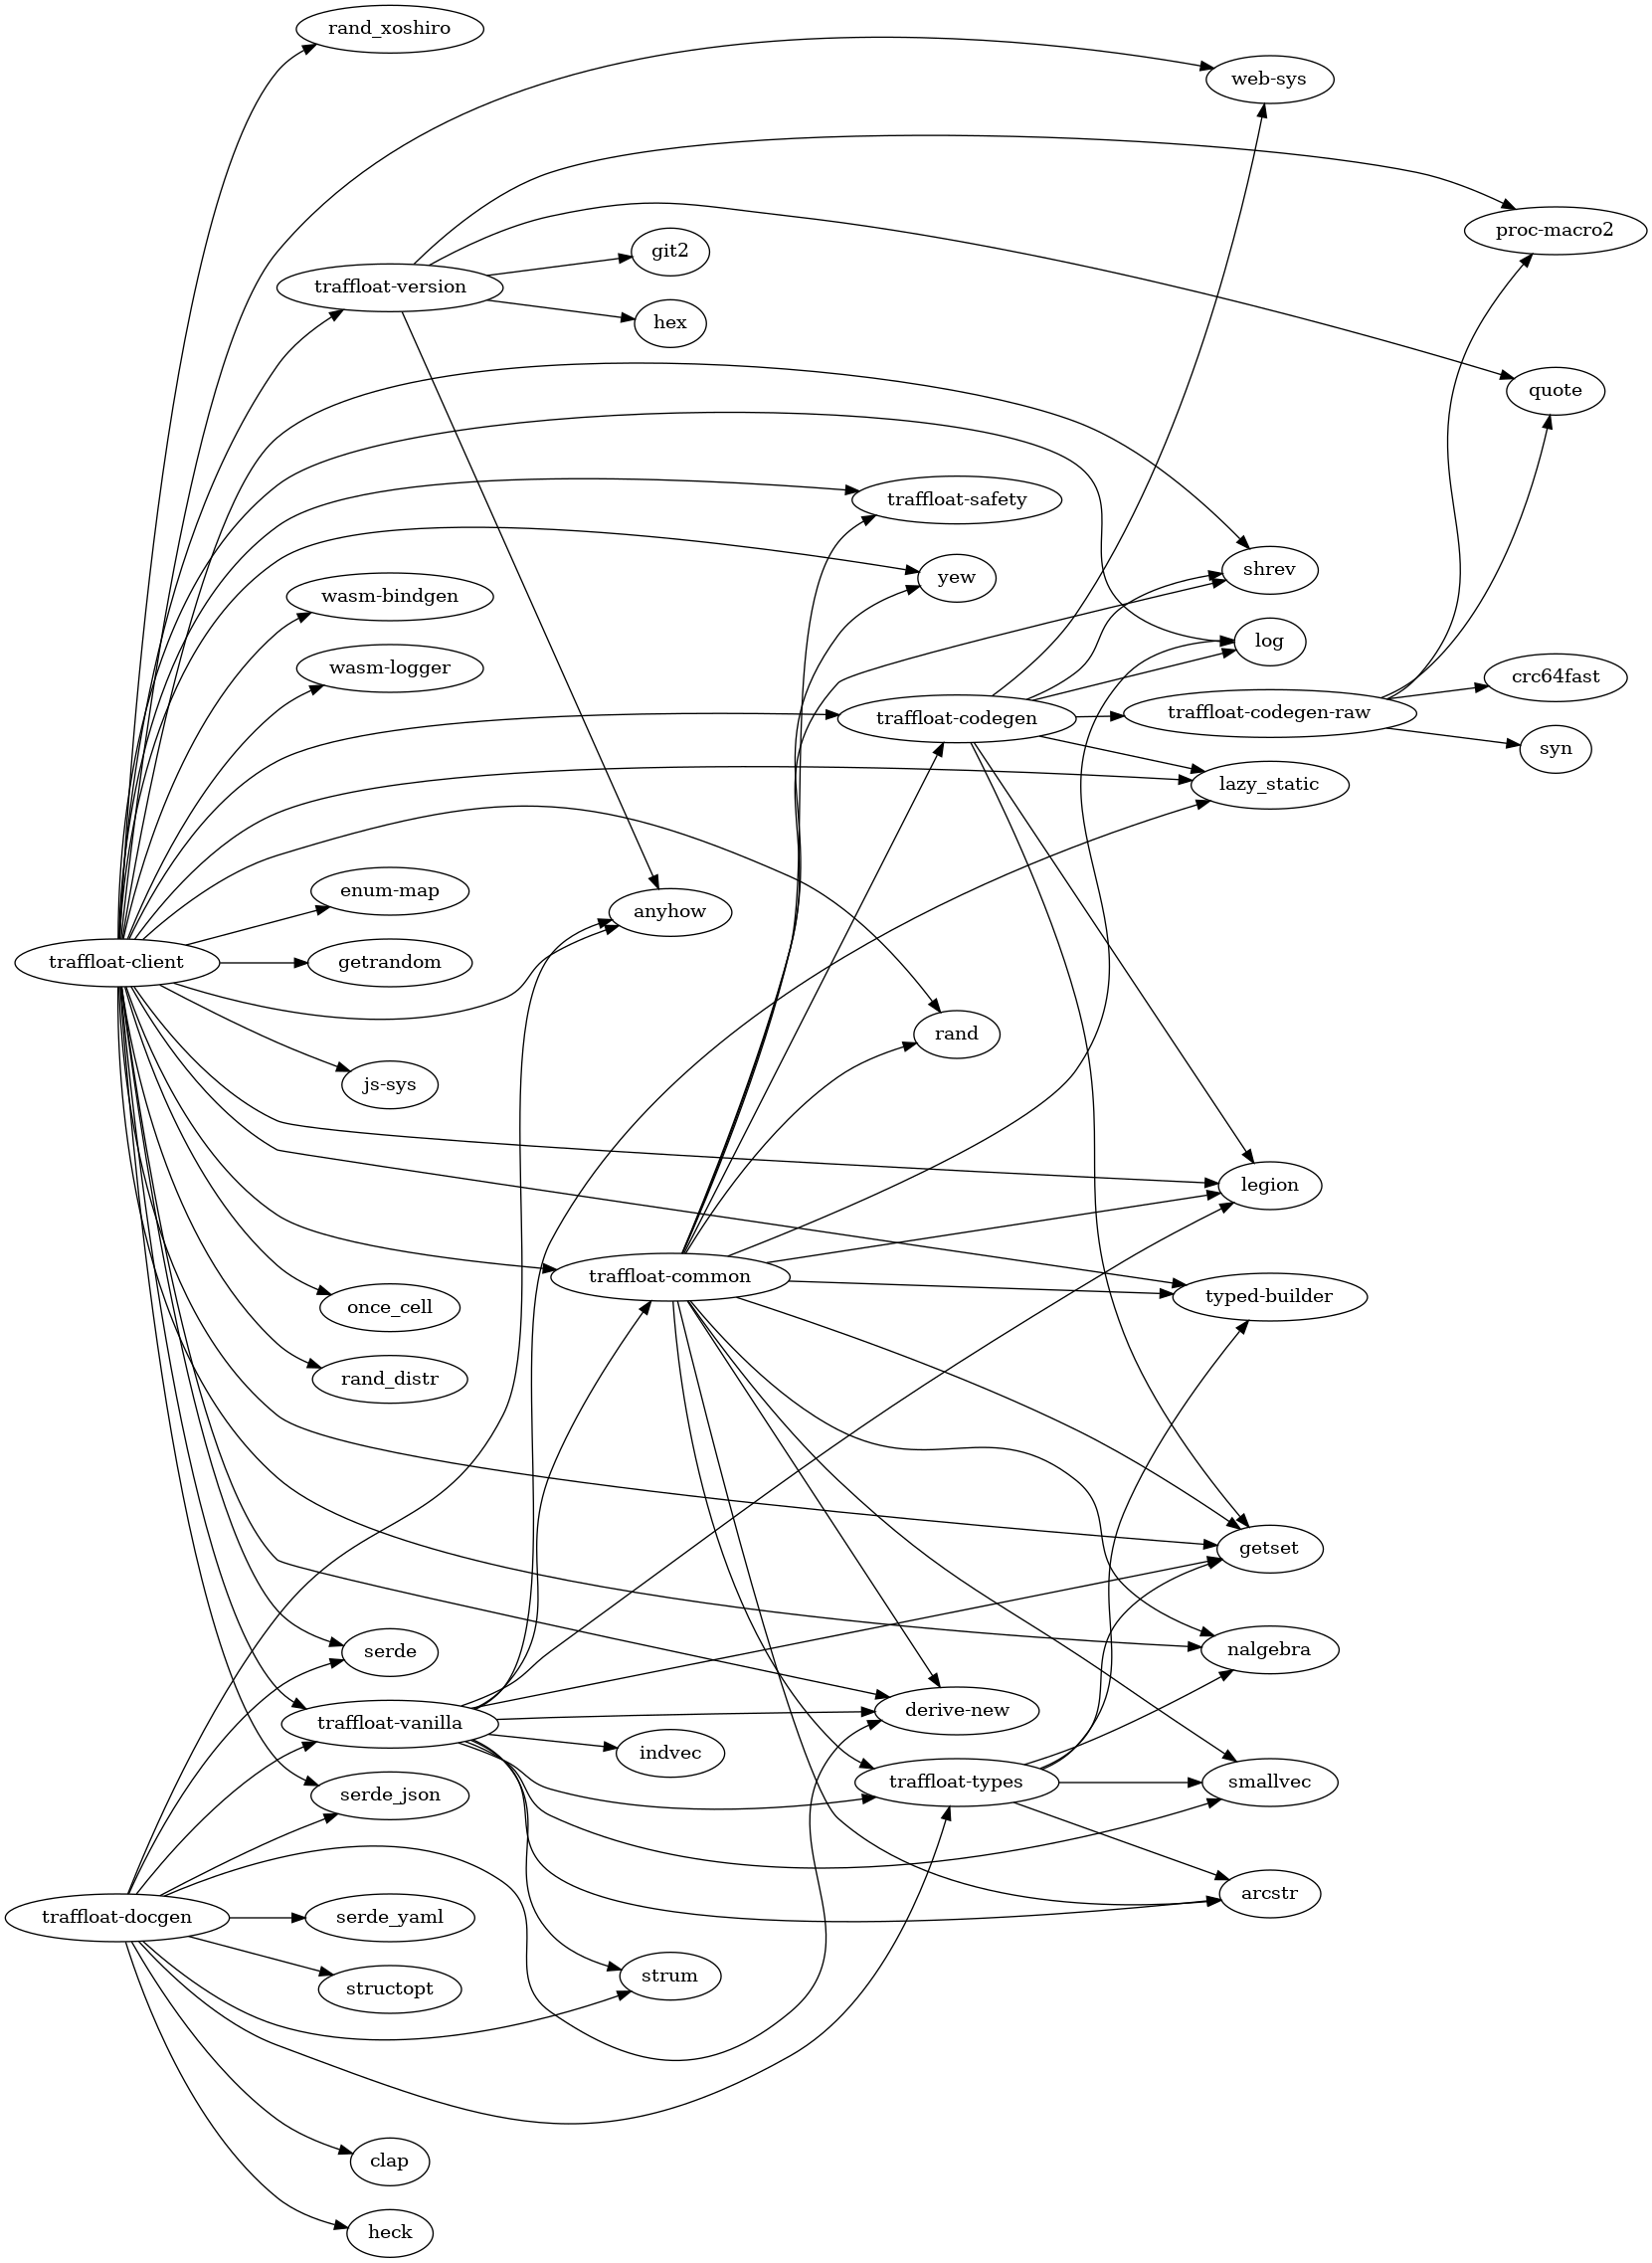 rand_xoshiro
web-sys
proc-macro2
git2
traffloat-version
hex
quote
traffloat-safety
shrev
yew
wasm-bindgen
log
wasm-logger
crc64fast
traffloat-codegen-raw
traffloat-codegen
syn
lazy_static
enum-map
anyhow
traffloat-client
getrandom
rand
js-sys
legion
traffloat-common
typed-builder
once_cell
rand_distr
getset
nalgebra
serde
derive-new
traffloat-vanilla
indvec
traffloat-types
smallvec
serde_json
arcstr
traffloat-docgen
serde_yaml
strum
structopt
clap
heck